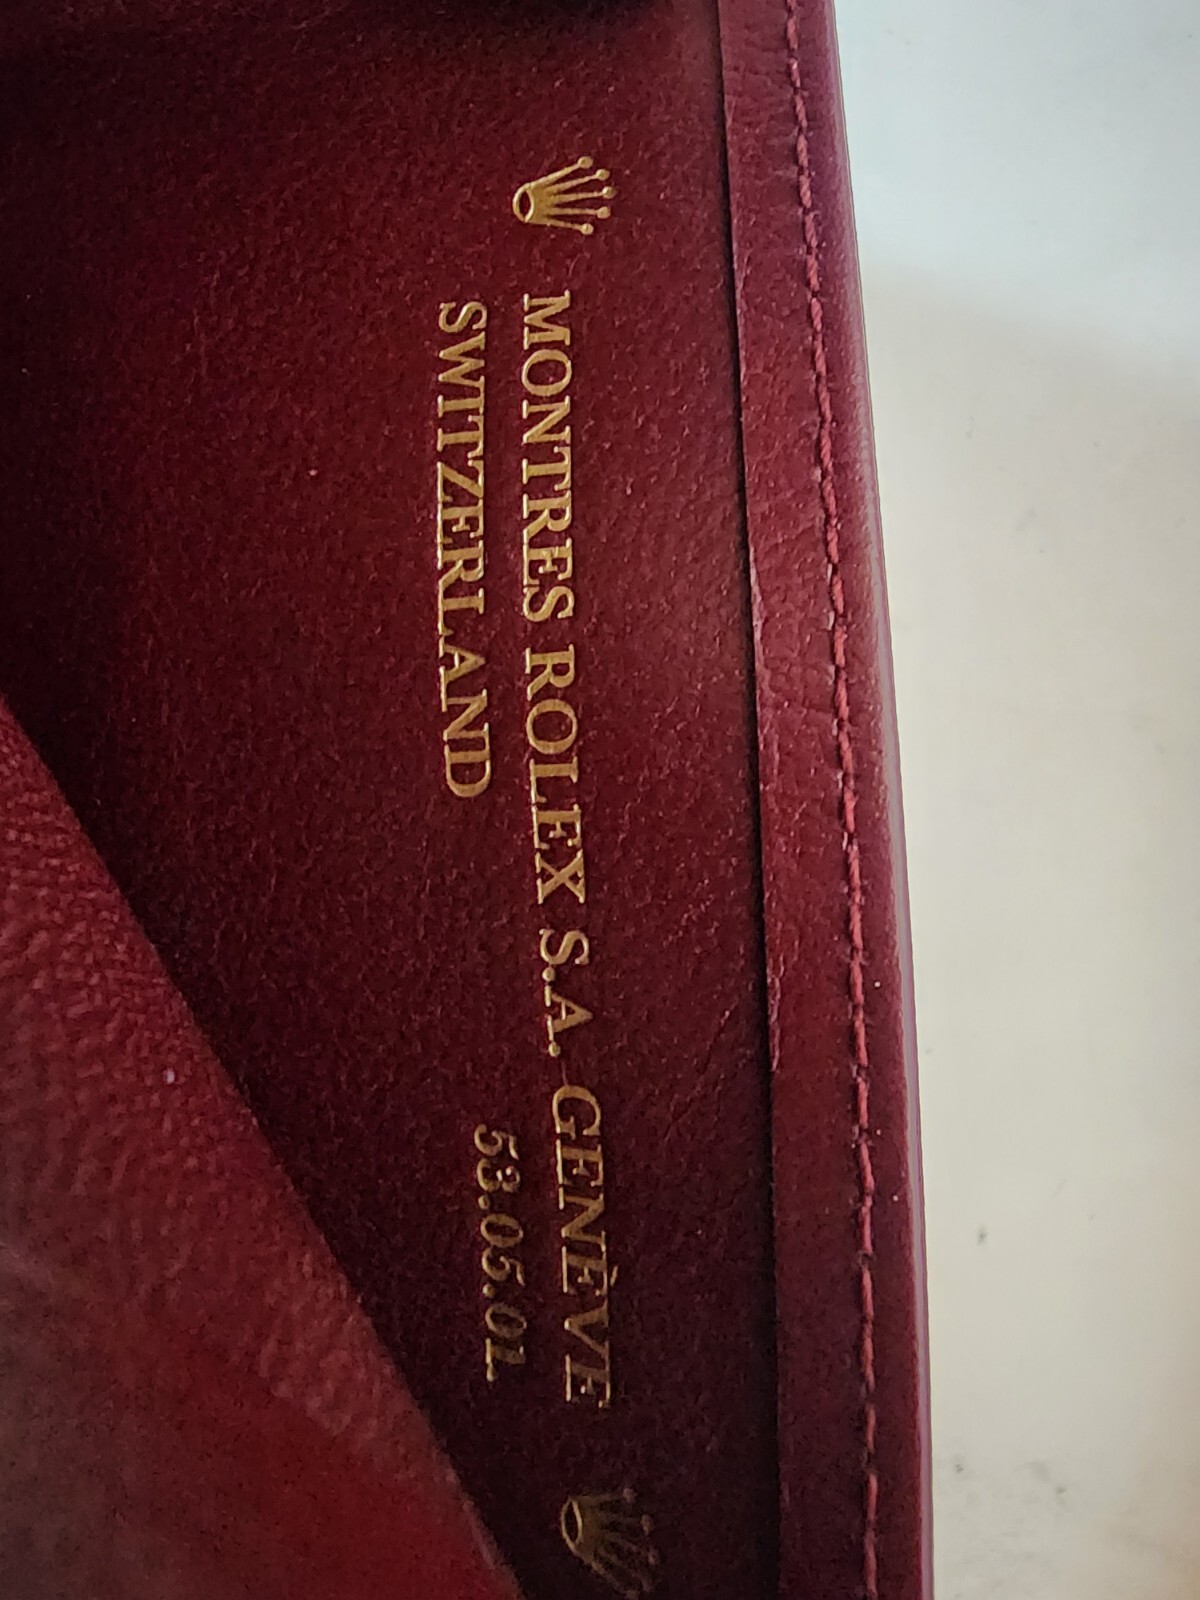 MONTRES ROLEX S.A. GENÈVE
SWITZERLAND 53.05.01